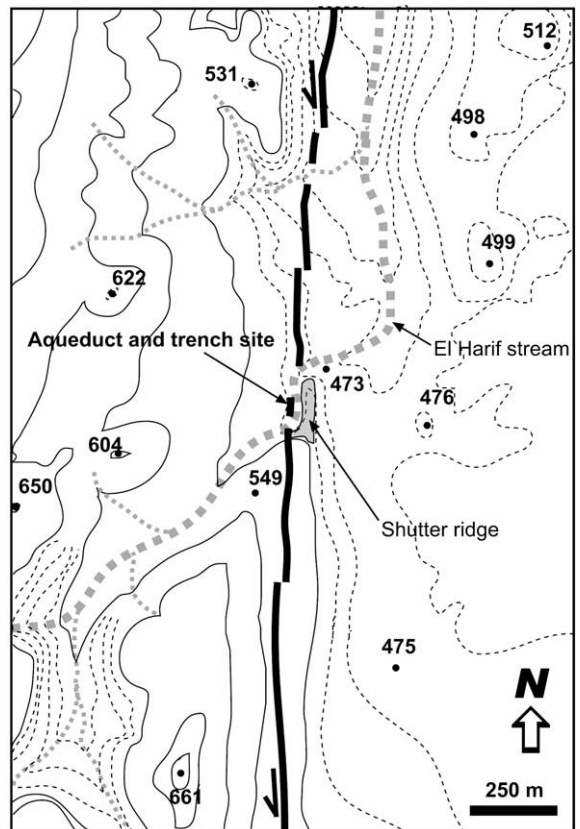 512
531
498
499
622
Aqueduct and trench site
El Harif stream
473
476
604
549
650
Shutter ridge
475
N
661
250 m